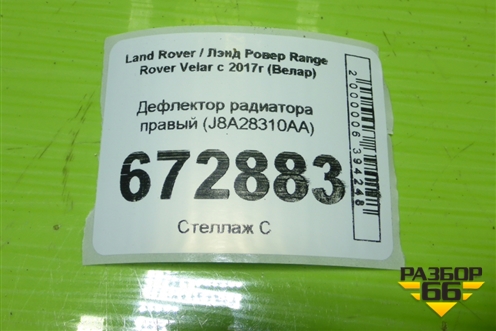 Land Rover / Лэнд Ровер Range
Rover Velar с 2017г (Велар)
Дефлектор радиатора
правый (J8A28310AA)
672883
Стеллаж С
2000006394248
РАЗБОР
66